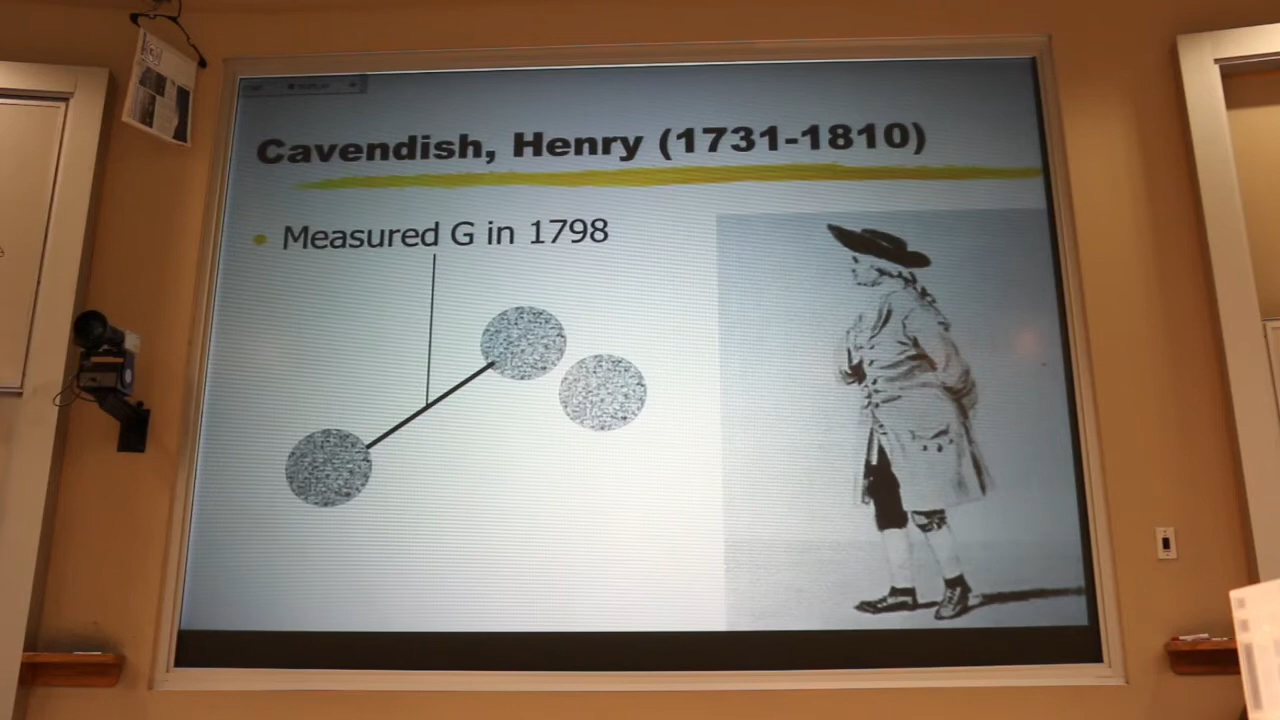 Cavendish, Henry (1731-1810)
Measured G in 1798